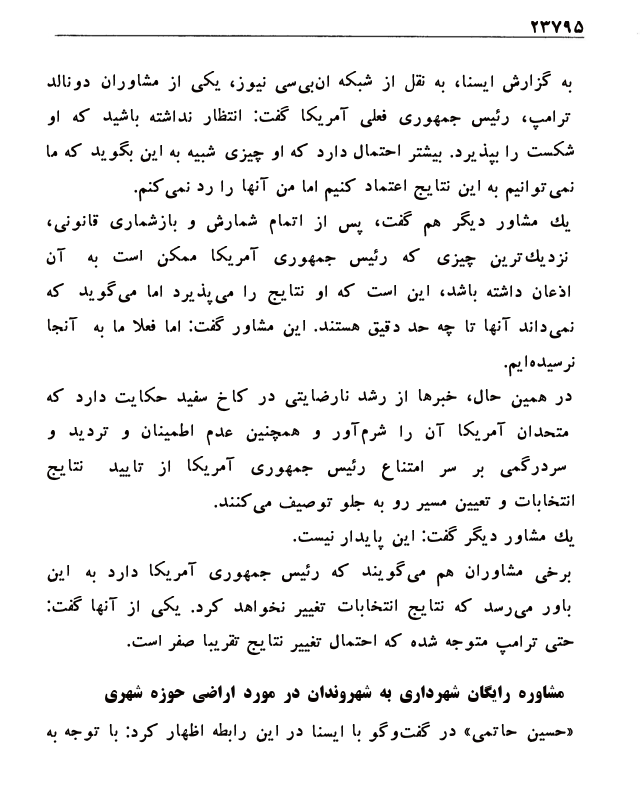 ۲۳۷۹۵
به گزارش ایسنا، به نقل از شبکه ان‌بی‌سی نیوز، یکی از مشاوران دونالد
ترامپ، رئیس جمهوری فعلی آمریکا گفت: انتظار نداشته باشید که او
شکست را بپذیرد. بیشتر احتمال دارد که او چیزی شبیه به این بگوید که ما
نمی‌توانیم به این نتایج اعتماد کنیم اما من آنها را رد نمی‌کنم.
یك مشاور دیگر هم گفت، پس از اتمام شمارش و بازشماری قانونی،
نزدیك‌ترین چیزی که رئیس جمهوری آمریکا ممکن است به آن
اذعان داشته باشد، این است که او نتایج را می‌پذیرد اما می‌گوید که
نمی‌داند آنها تا چه حد دقیق هستند. این مشاور گفت: اما فعلا ما به آنجا
نرسیده‌ایم.
در همین حال، خبرها از رشد نارضایتی در کاخ سفید حکایت دارد که
متحدان آمریکا آن را شرم‌آور و همچنین عدم اطمینان و تردید و
سردرگمی بر سر امتناع رئیس جمهوری آمریکا از تایید نتایج
انتخابات و تعیین مسیر رو به جلو توصیف می‌کنند.
یك مشاور دیگر گفت: این پایدار نیست.
برخی مشاوران هم می‌گویند که رئیس جمهوری آمریکا دارد به این
باور می‌رسد که نتایج انتخابات تغییر نخواهد کرد. یکی از آنها گفت:
حتی ترامپ متوجه شده که احتمال تغییر نتایج تقریبا صفر است.
مشاوره رایگان شهرداری به شهروندان در مورد اراضی حوزه شهری
«حسین حاتمی» در گفت‌وگو با ایسنا در این رابطه اظهار کرد: با توجه به